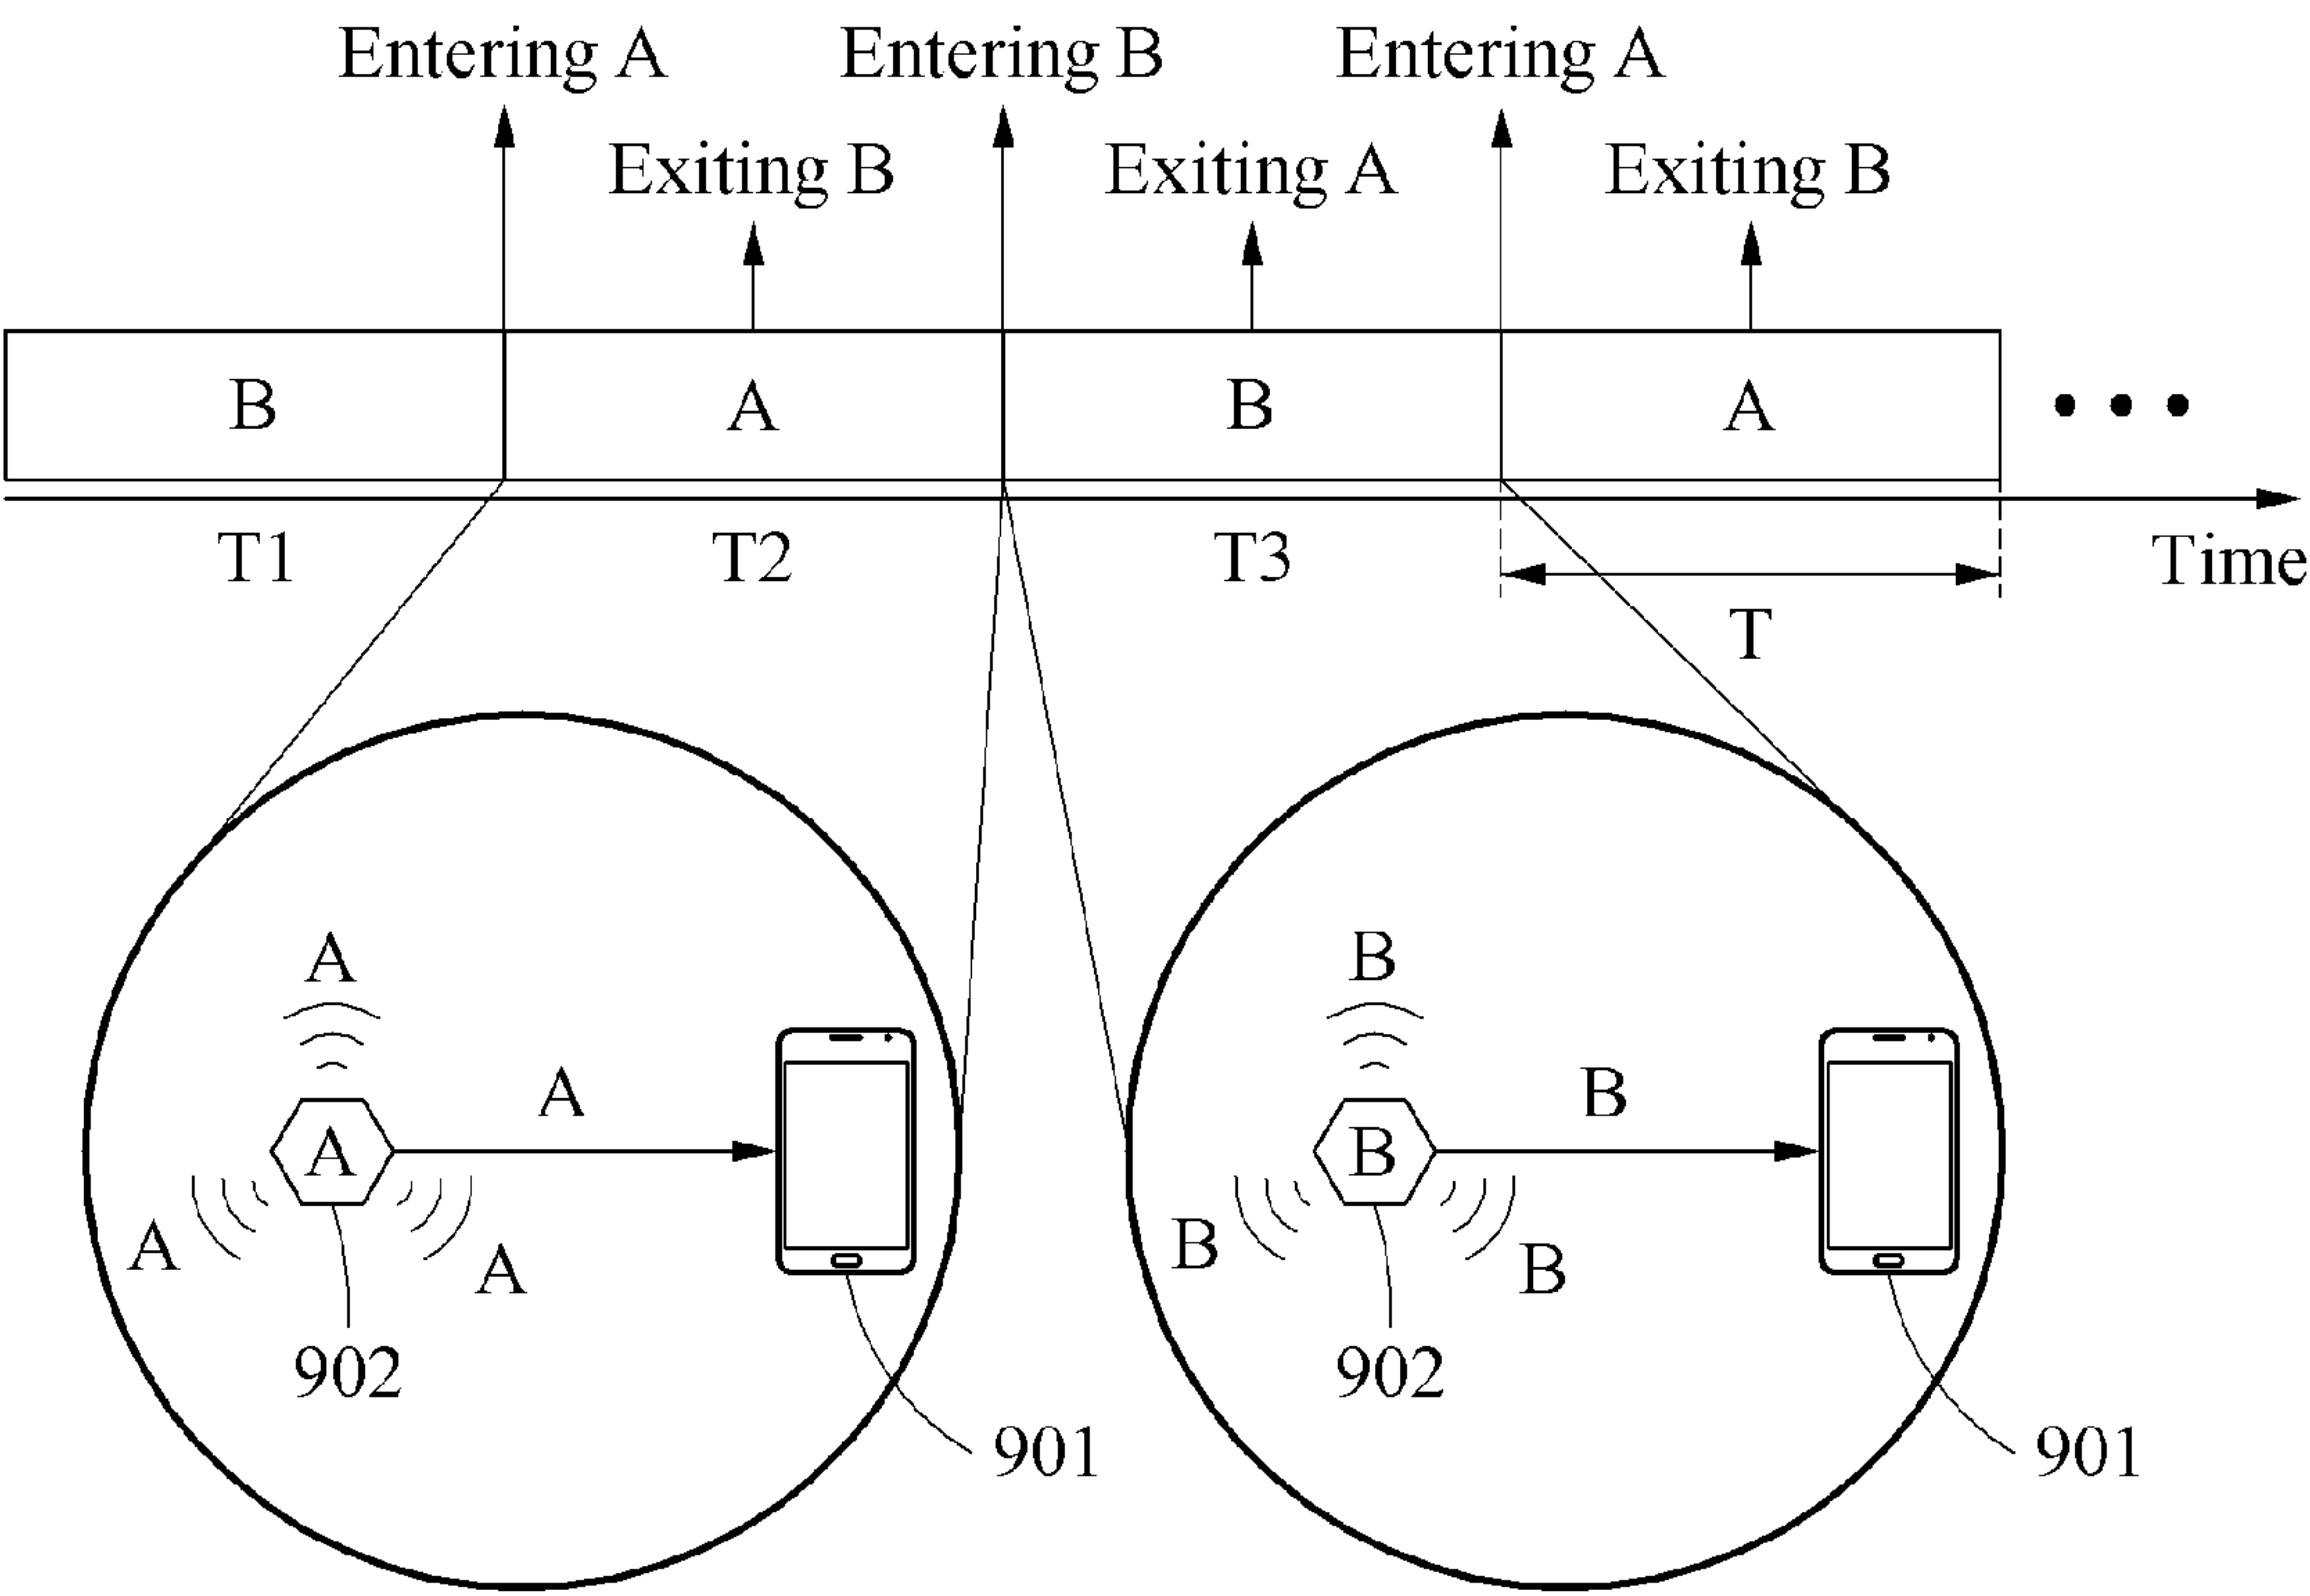 Entering A Entering B Entering A
Exiting B Exiting A Exiting B
B A B A
T1 T2 T3 Time
T
A B
A B
A B
A B
A A B B
902 902
901 901